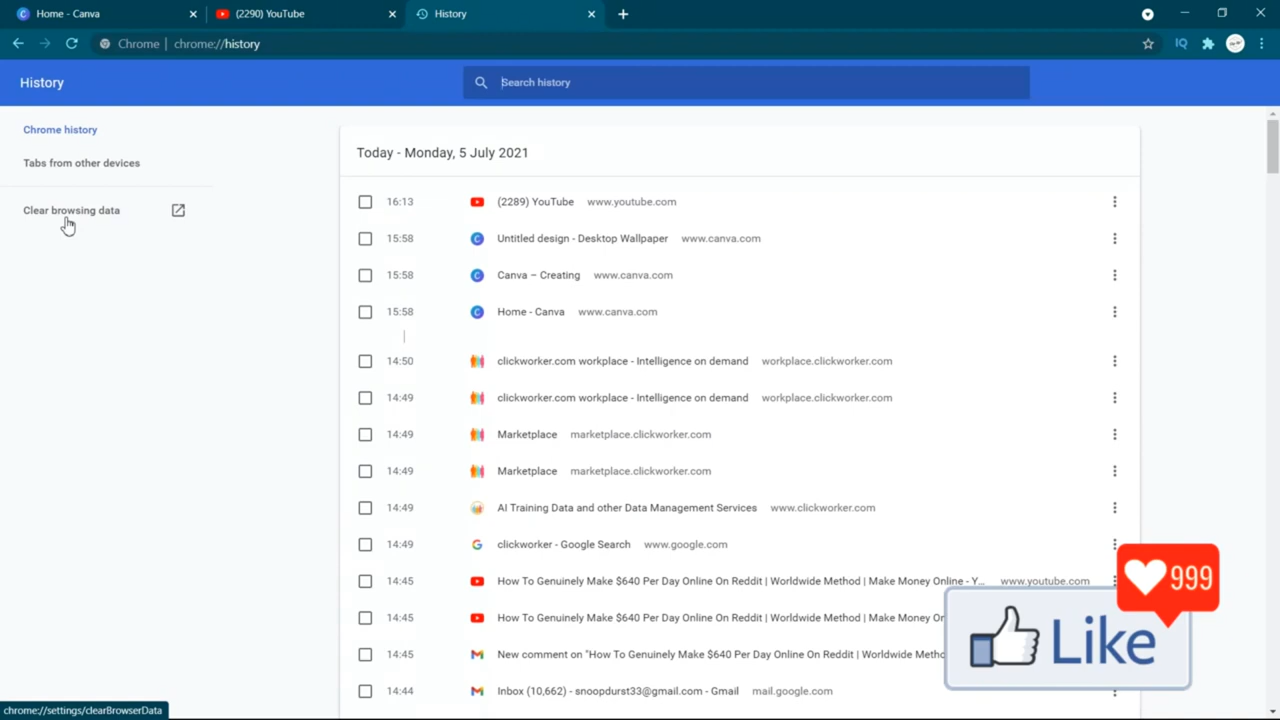 Home - Canva
(2290) YouTube
History
Chrome | chrome://history
IQ
History
Search history
Chrome history
Tabs from other devices
Clear browsing data
Today - Monday, 5 July 2021
16:13 (2289) YouTube www.youtube.com
15:58 Untitled design - Desktop Wallpaper www.canva.com
15:58 Canva – Creating www.canva.com
15:58 Home - Canva www.canva.com
14:50 clickworker.com workplace - Intelligence on demand workplace.clickworker.com
14:49 clickworker.com workplace - Intelligence on demand workplace.clickworker.com
14:49 Marketplace marketplace.clickworker.com
14:49 Marketplace marketplace.clickworker.com
14:49 AI Training Data and other Data Management Services www.clickworker.com
14:49 clickworker - Google Search www.google.com
14:45 How To Genuinely Make $640 Per Day Online On Reddit | Worldwide Method | Make Money Online - Y... www.youtube.com
14:45 How To Genuinely Make $640 Per Day Online On Reddit | Worldwide Method | Make Money
14:45 New comment on "How To Genuinely Make $640 Per Day Online On Reddit | Worldwide
14:44 Inbox (10,662) - snoopdurst33@gmail.com - Gmail mail.google.com
999
Like
chrome://settings/clearBrowserData